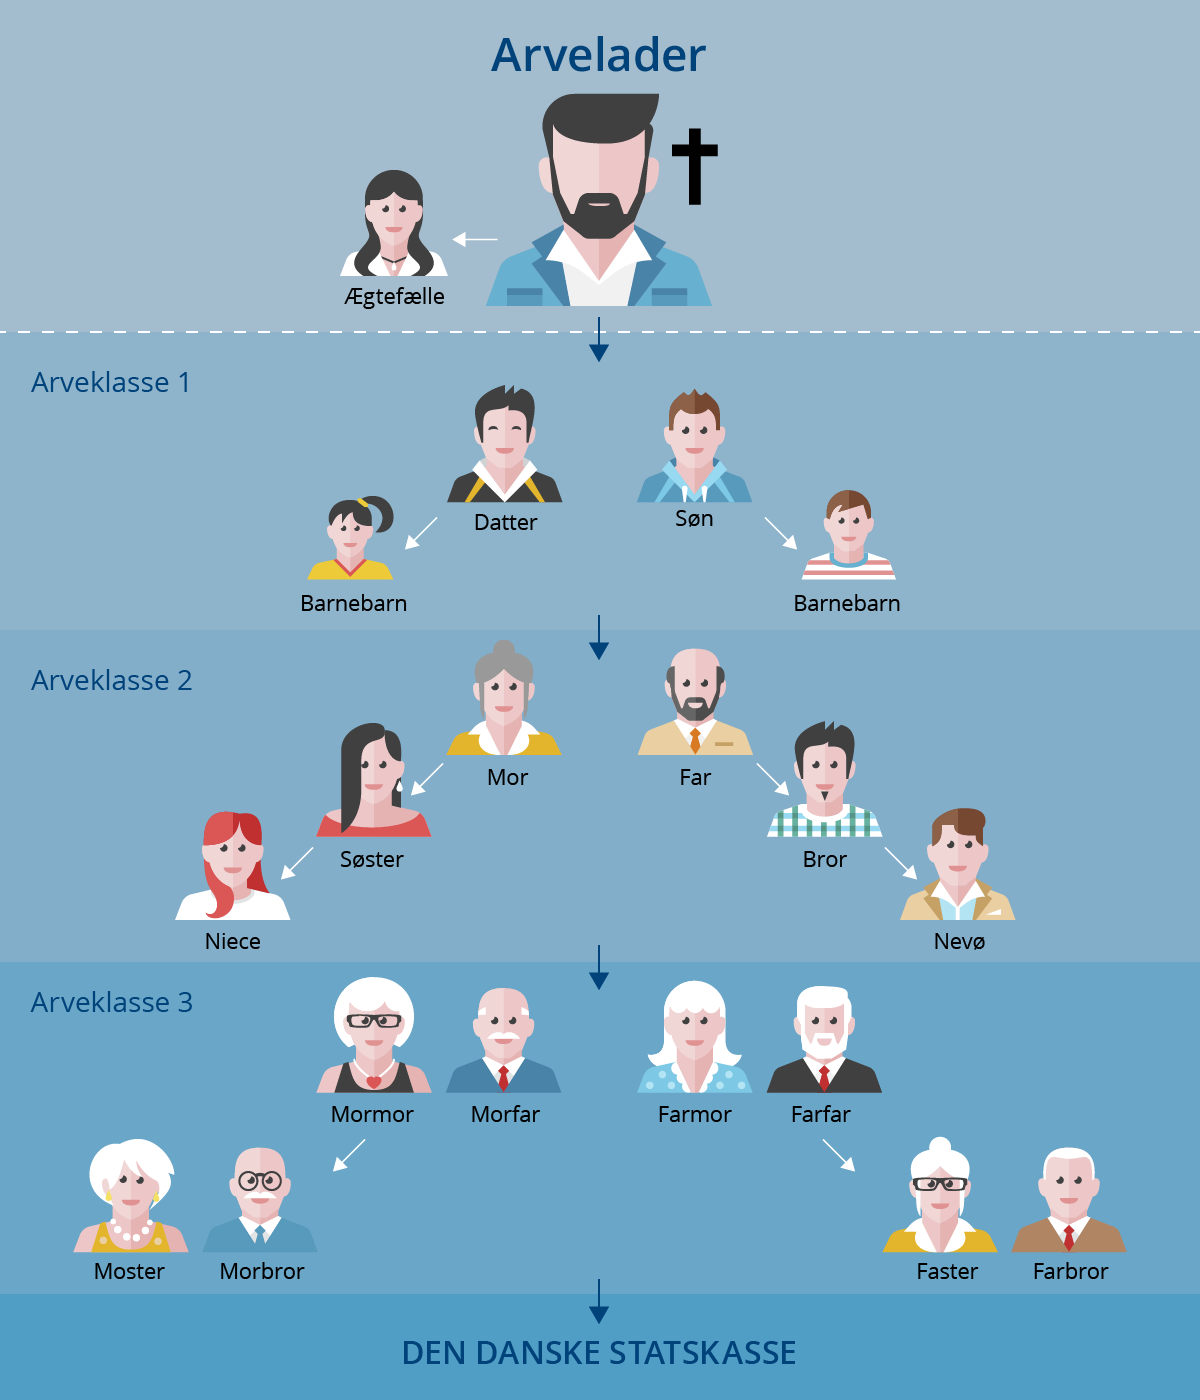 Arvelader
Ægtefælle
Arveklasse 1
Datter
Søn
Barnebarn
Barnebarn
Arveklasse 2
Mor
Far
Søster
Bror
Niece
Nevø
Arveklasse 3
Mormor
Morfar
Farmor
Farfar
Moster
Morbror
Faster
Farbror
DEN DANSKE STATSKASSE